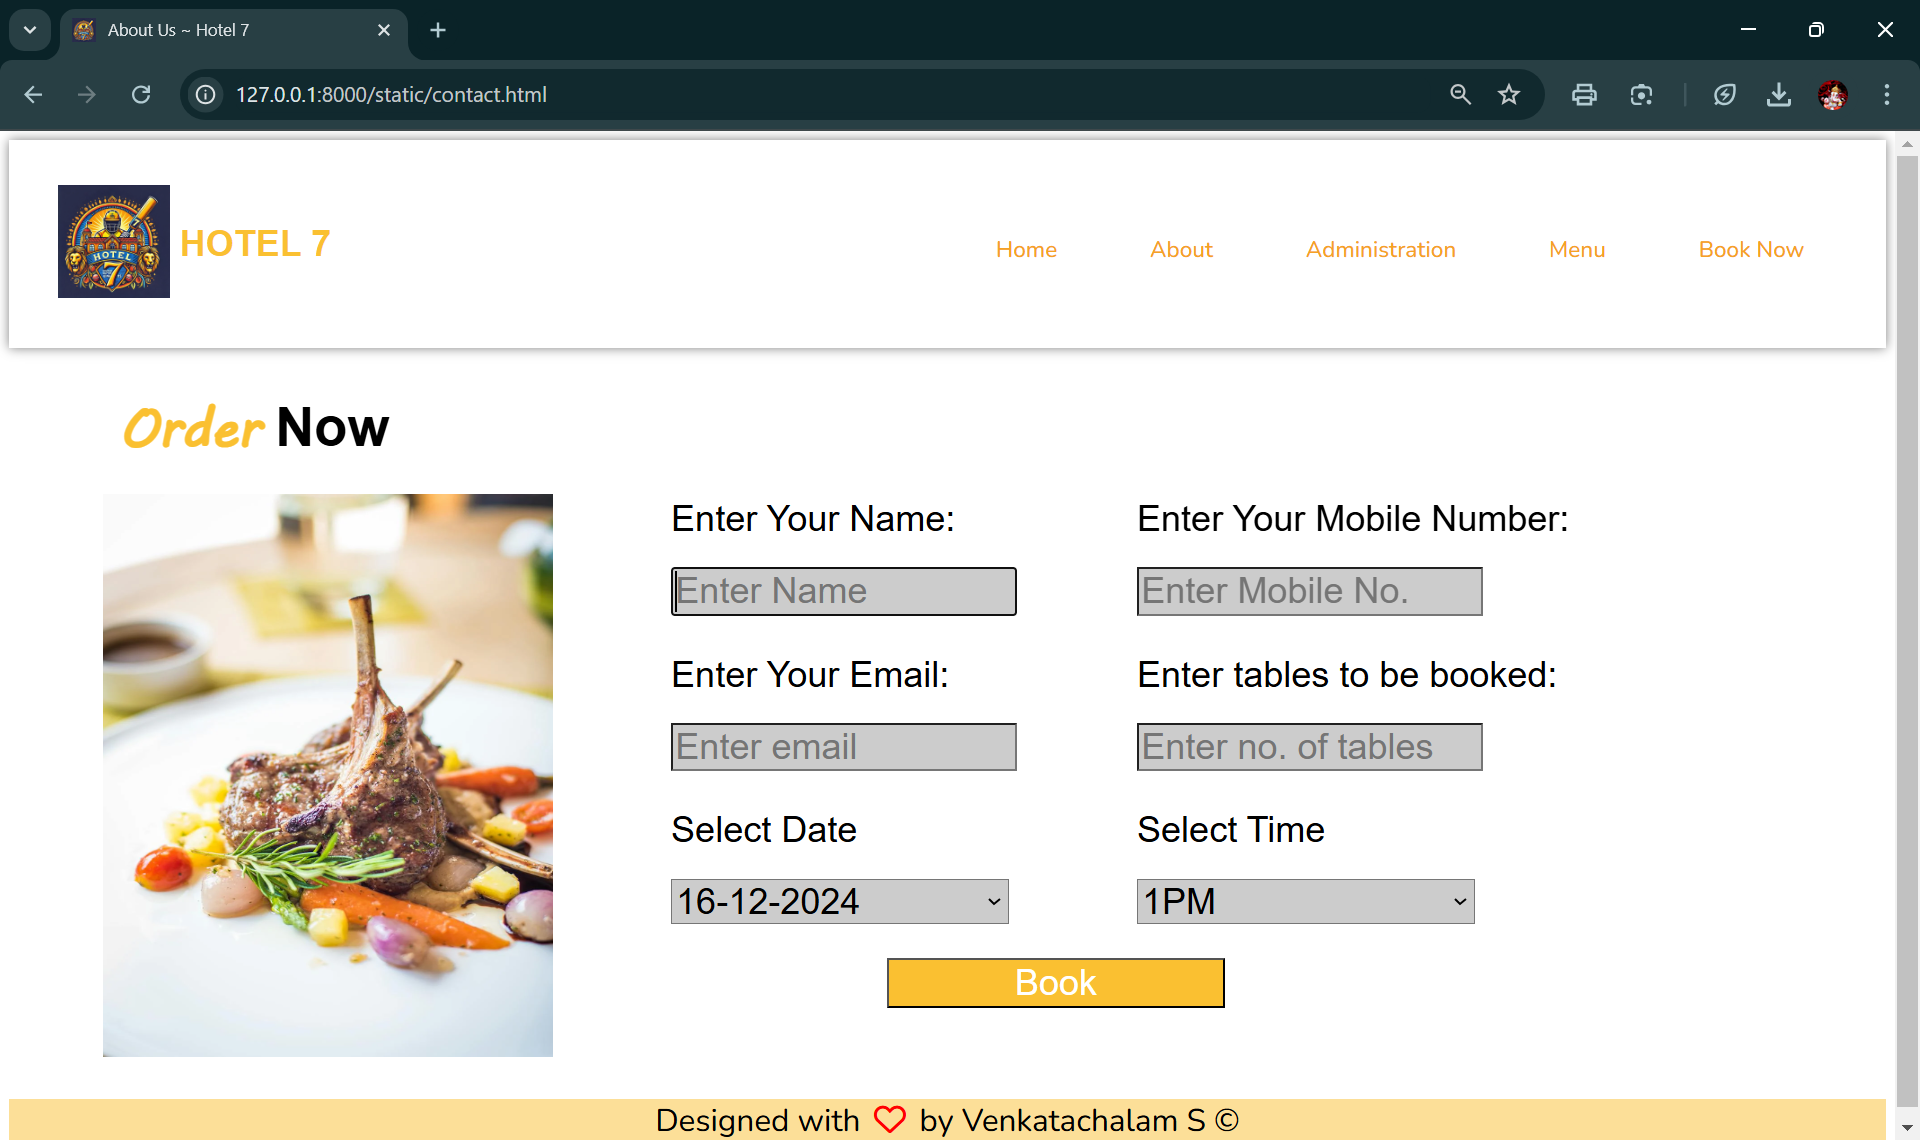 About Us ~ Hotel 7
127.0.0.1:8000/static/contact.html
HOTEL 7
HOTEL 7
Home About Administration Menu Book Now
Order Now
Enter Your Name: Enter Your Mobile Number:
Enter Name Enter Mobile No.
Enter Your Email: Enter tables to be booked:
Enter email Enter no. of tables
Select Date Select Time
16-12-2024 1PM
Book
Designed with by Venkatachalam S ©